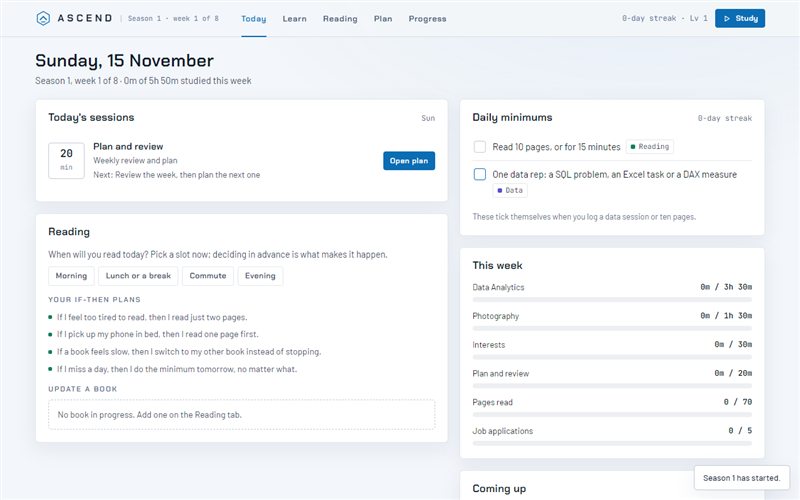 ASCEND
Season 1 · week 1 of 8
Today
Learn
Reading
Plan
Progress
0-day streak · Lv 1
Study
Sunday, 15 November
Season 1, week 1 of 8 · 0m of 5h 50m studied this week
Today's sessions
Sun
20
min
Plan and review
Weekly review and plan
Next: Review the week, then plan the next one
Open plan
Reading
When will you read today? Pick a slot now; deciding in advance is what makes it happen.
Morning
Lunch or a break
Commute
Evening
YOUR IF-THEN PLANS
If I feel too tired to read, then I read just two pages.
If I pick up my phone in bed, then I read one page first.
If a book feels slow, then I switch to my other book instead of stopping.
If I miss a day, then I do the minimum tomorrow, no matter what.
UPDATE A BOOK
No book in progress. Add one on the Reading tab.
Daily minimums
0-day streak
Read 10 pages, or for 15 minutes
Reading
One data rep: a SQL problem, an Excel task or a DAX measure
Data
These tick themselves when you log a data session or ten pages.
This week
Data Analytics
0m / 3h 30m
Photography
0m / 1h 30m
Interests
0m / 30m
Plan and review
0m / 20m
Pages read
0 / 70
Job applications
0 / 5
Coming up
Season 1 has started.